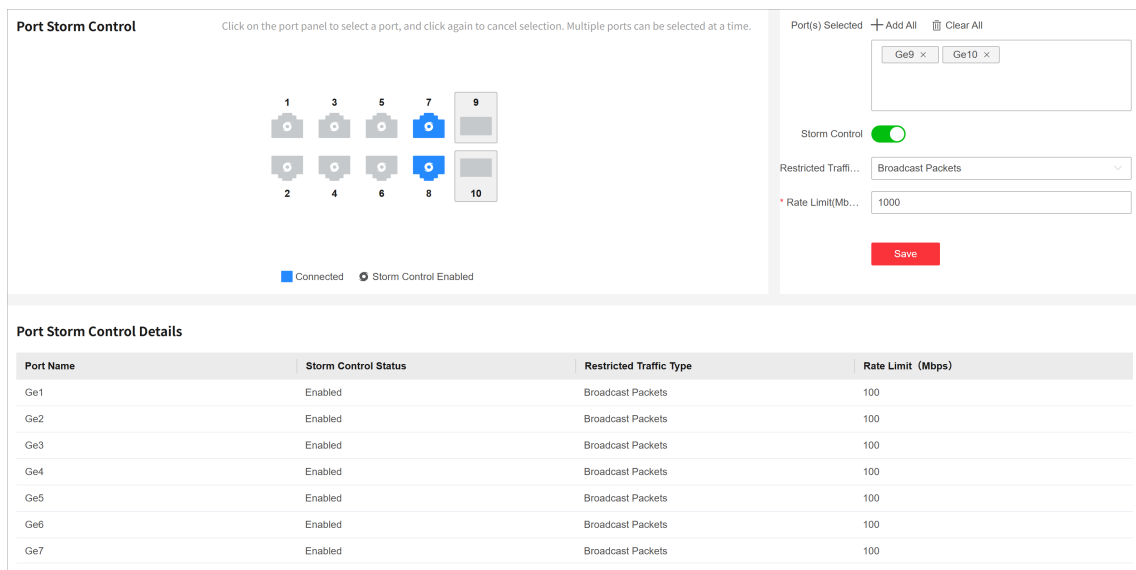 Port Storm Control
Click on the port panel to select a port, and click again to cancel selection. Multiple ports can be selected at a time.
1 3 5 7 9
2 4 6 8 10
Connected Storm Control Enabled
Port(s) Selected + Add All Clear All
Ge9 × Ge10 ×
Storm Control
Restricted Traffi... Broadcast Packets
* Rate Limit(Mb... 1000
Save
Port Storm Control Details
Port Name Storm Control Status Restricted Traffic Type Rate Limit（Mbps）
Ge1 Enabled Broadcast Packets 100
Ge2 Enabled Broadcast Packets 100
Ge3 Enabled Broadcast Packets 100
Ge4 Enabled Broadcast Packets 100
Ge5 Enabled Broadcast Packets 100
Ge6 Enabled Broadcast Packets 100
Ge7 Enabled Broadcast Packets 100